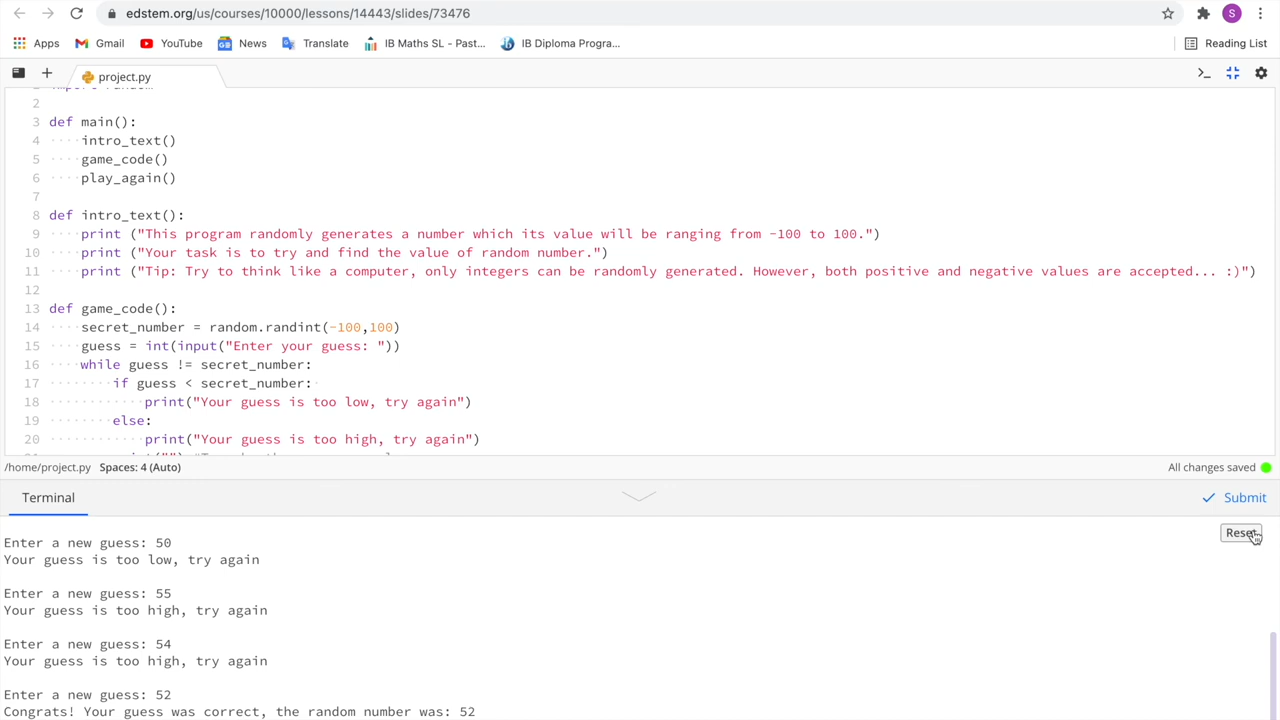 edstem.org/us/courses/10000/lessons/14443/slides/73476
S
Apps Gmail YouTube News Translate IB Maths SL - Past... IB Diploma Progra... Reading List
project.py
2
3 def main():
4 intro_text()
5 game_code()
6 play_again()
7
8 def intro_text():
9 print ("This program randomly generates a number which its value will be ranging from -100 to 100.")
10 print ("Your task is to try and find the value of random number.")
11 print ("Tip: Try to think like a computer, only integers can be randomly generated. However, both positive and negative values are accepted... :)")
12
13 def game_code():
14 secret_number = random.randint(-100,100)
15 guess = int(input("Enter your guess: "))
16 while guess != secret_number:
17 if guess < secret_number:
18 print("Your guess is too low, try again")
19 else:
20 print("Your guess is too high, try again")
/home/project.py Spaces: 4 (Auto) All changes saved
Terminal Submit
Reset
Enter a new guess: 50
Your guess is too low, try again
Enter a new guess: 55
Your guess is too high, try again
Enter a new guess: 54
Your guess is too high, try again
Enter a new guess: 52
Congrats! Your guess was correct, the random number was: 52